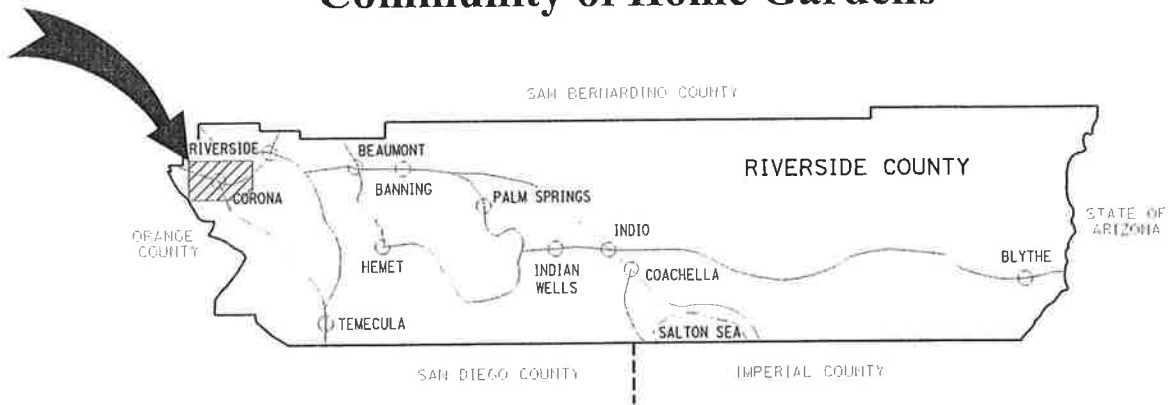 Community of Home Gardens
SAN BERNARDINO COUNTY
RIVERSIDE
BEAUMONT
RIVERSIDE COUNTY
BANNING
CORONA
PALM SPRINGS
STATE OF
ARIZONA
ORANGE
COUNTY
INDIO
HEMET
INDIAN
WELLS
COACHELLA
BLYTHE
TEMECULA
SALTON SEA
SAN DIEGO COUNTY
IMPERIAL COUNTY